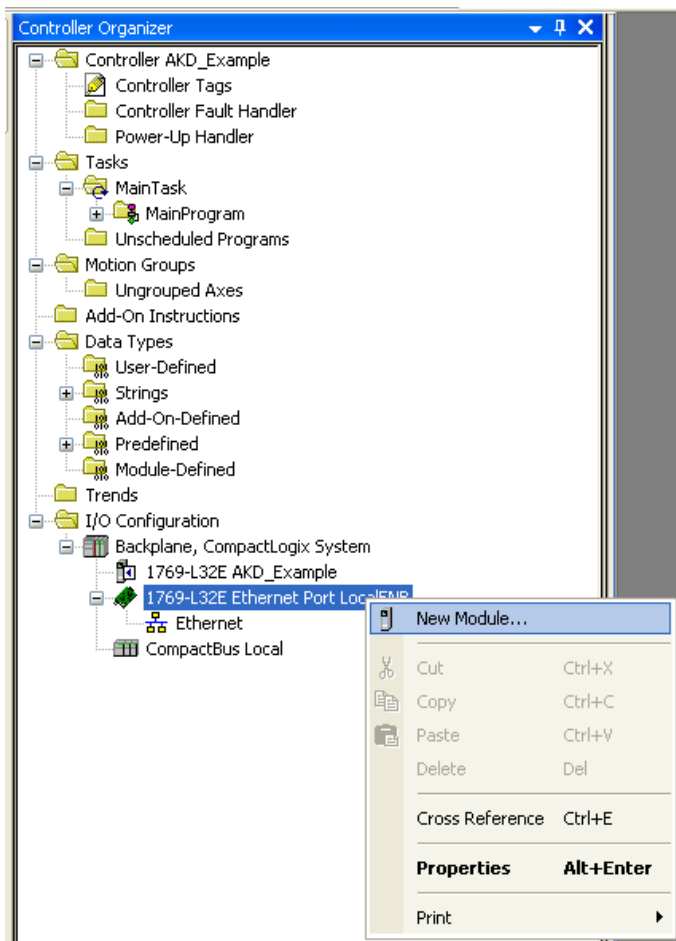 Controller Organizer
Controller AKD_Example
Controller Tags
Controller Fault Handler
Power-Up Handler
Tasks
MainTask
MainProgram
Unscheduled Programs
Motion Groups
Ungrouped Axes
Add-On Instructions
Data Types
User-Defined
Strings
Add-On-Defined
Predefined
Module-Defined
Trends
I/O Configuration
Backplane, CompactLogix System
1769-L32E AKD_Example
1769-L32E Ethernet Port LocalENB
Ethernet
CompactBus Local
New Module...
Cut Ctrl+X
Copy Ctrl+C
Paste Ctrl+V
Delete Del
Cross Reference Ctrl+E
Properties Alt+Enter
Print